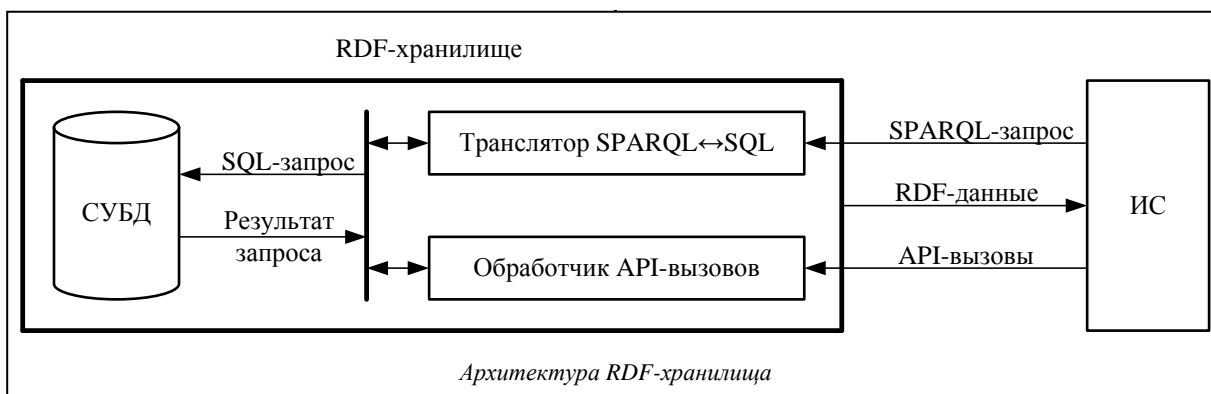 RDF-хранилище
СУБД
SQL-запрос
Результат
запроса
Транслятор SPARQL↔SQL
Обработчик API-вызовов
SPARQL-запрос
RDF-данные
API-вызовы
ИС
Архитектура RDF-хранилища